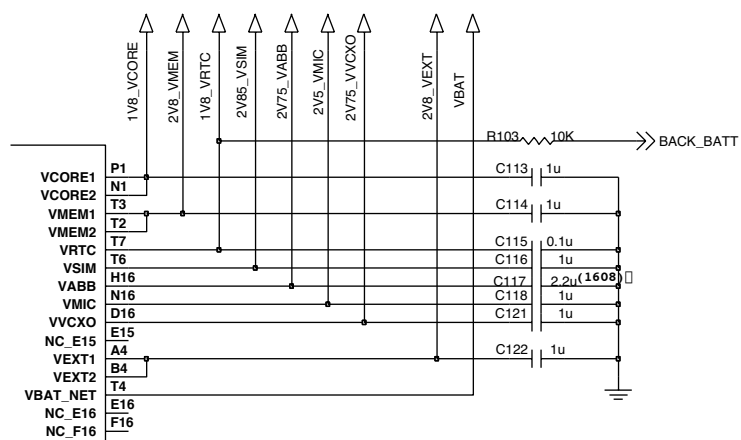 1V8_VCORE
2V8_VMEM
1V8_VRTC
2V85_VSIM
2V75_VABB
2V5_VMIC
2V75_VVCXO
2V8_VEXT
VBAT
R103 10K BACK_BATT
VCORE1 P1 C113 1u
VCORE2 N1
VMEM1 T3 C114 1u
VMEM2 T2
VRTC T7 C115 0.1u
VSIM T6 C116 1u
VABB H16 C117 2.2u(1608)
VMIC N16 C118 1u
VVCXO D16 C121 1u
NC_E15 E15
VEXT1 A4 C122 1u
VEXT2 B4
VBAT_NET T4
NC_E16 E16
NC_F16 F16